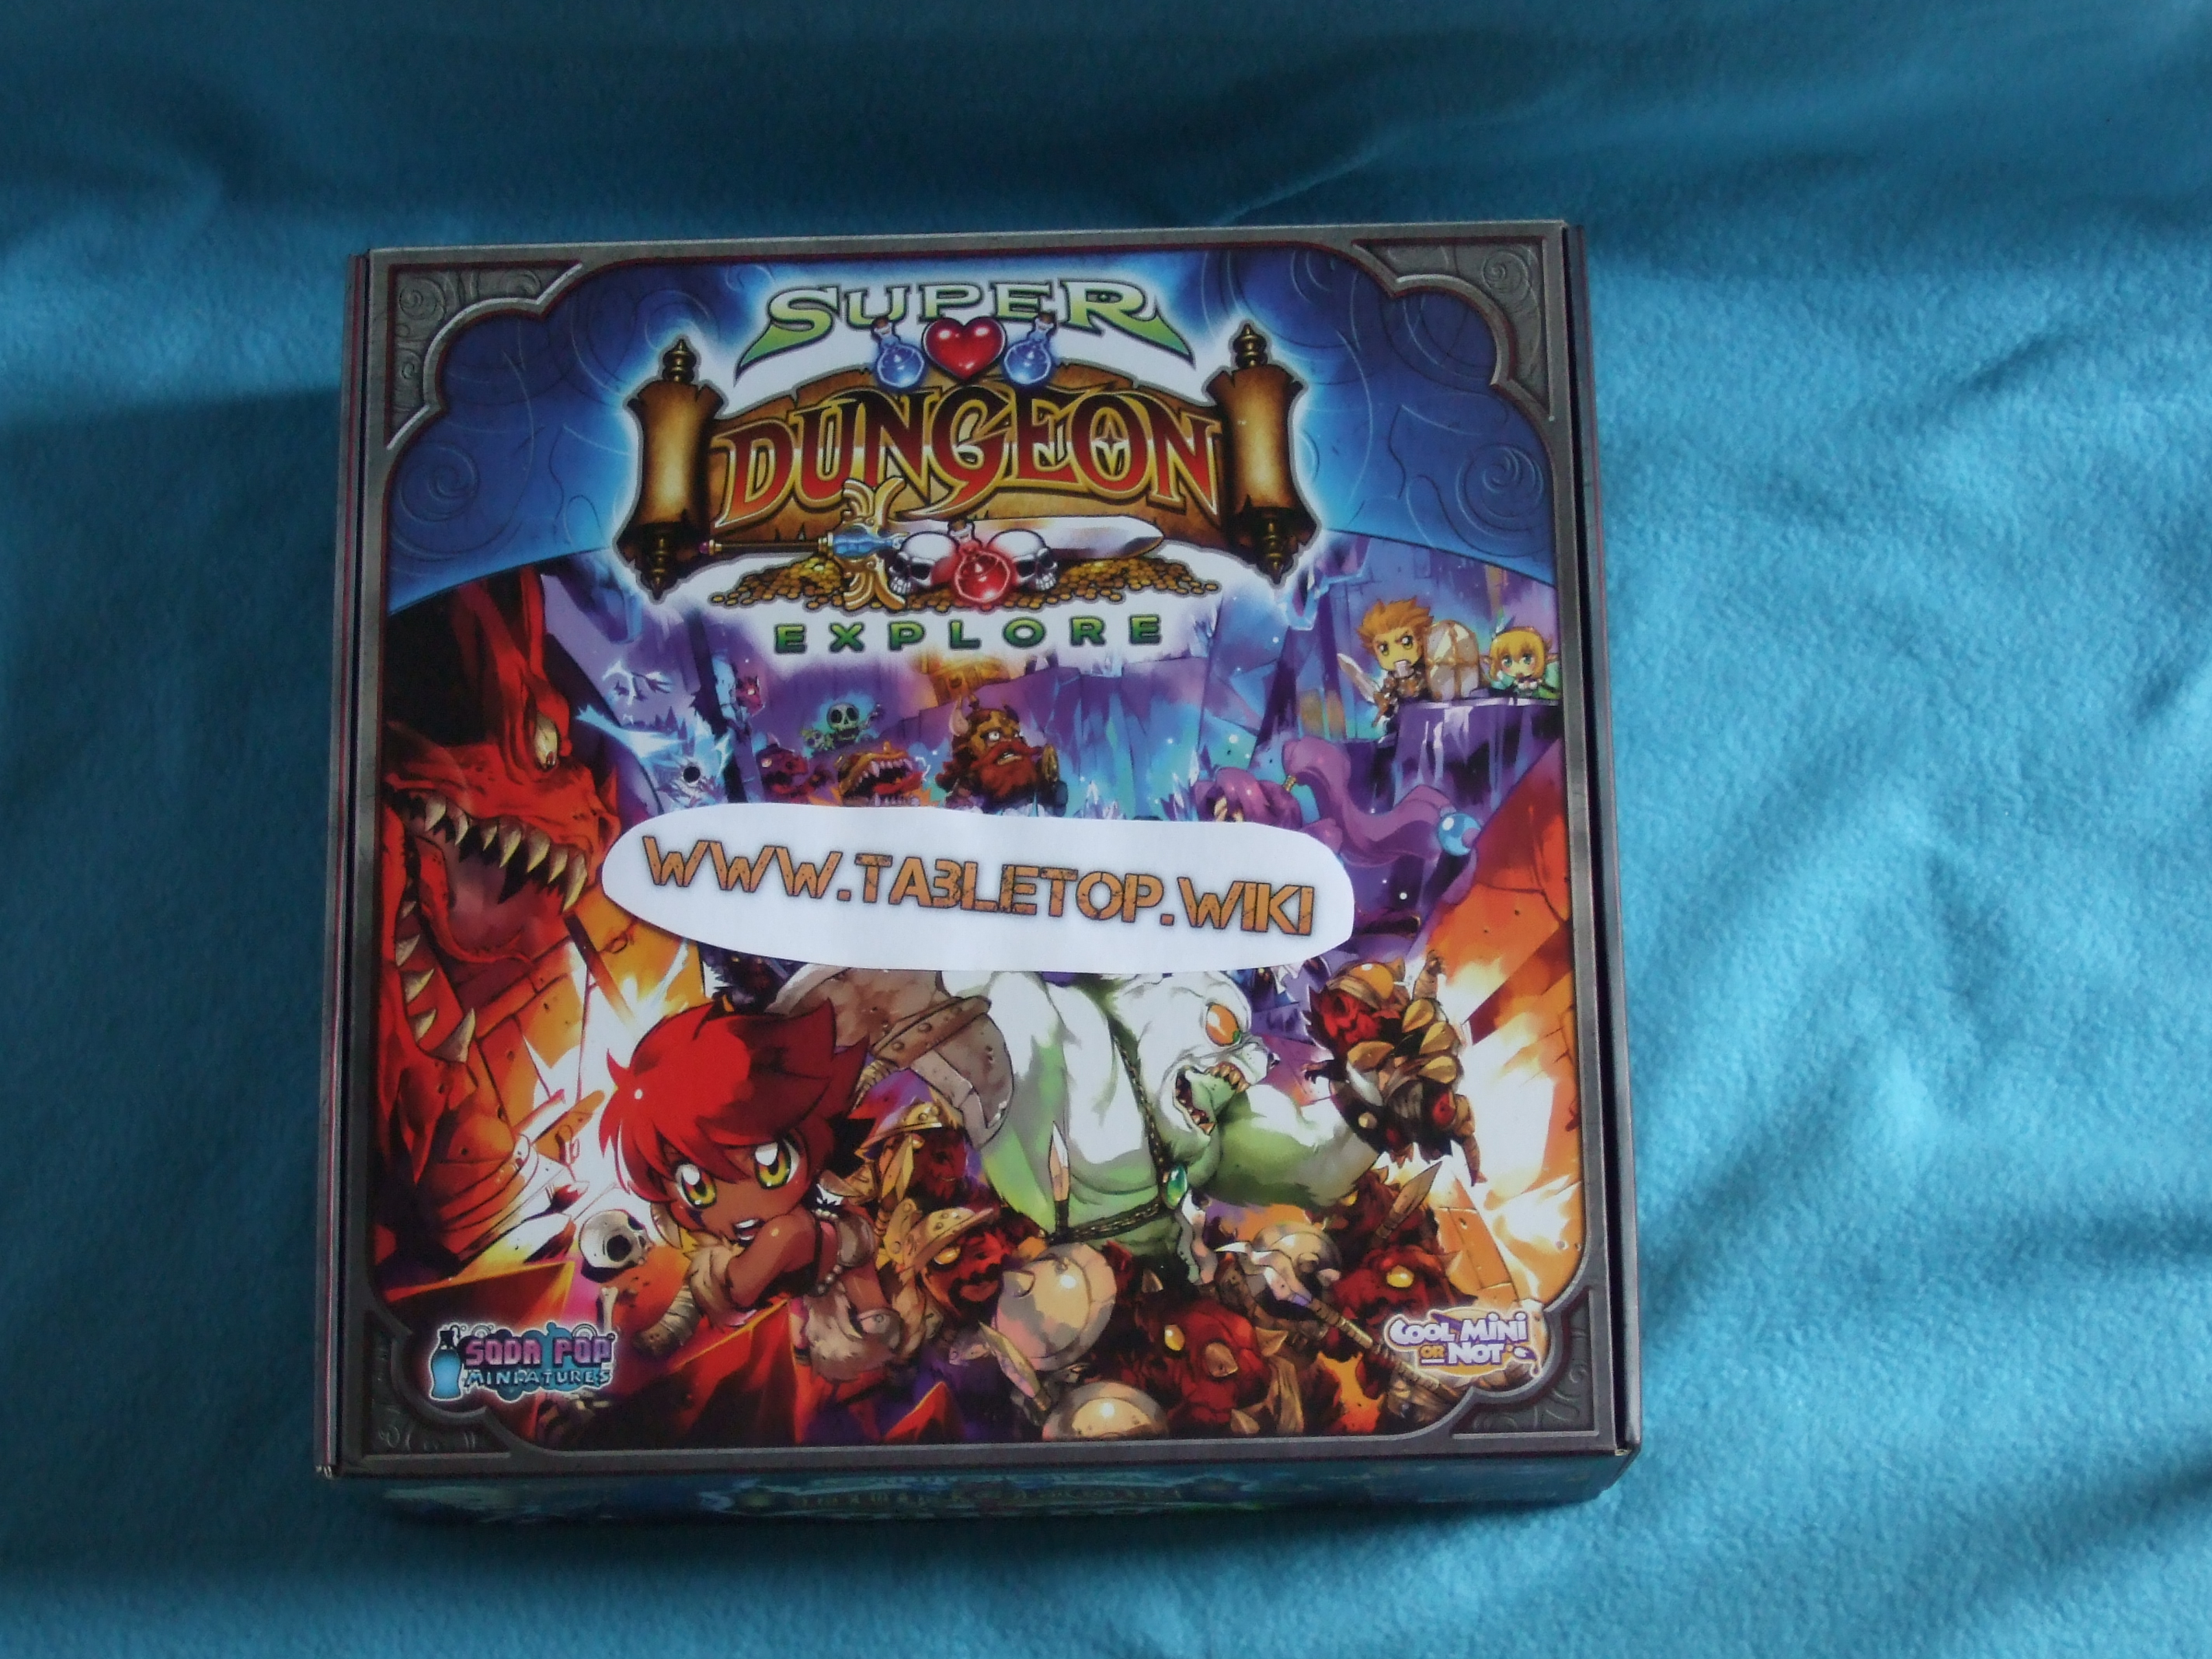 SUPER
DUNGEON
EXPLORE
WWW.TABLETOP.WIKI
SODA POP
MINIATURES
COOL MINI
OR NOT